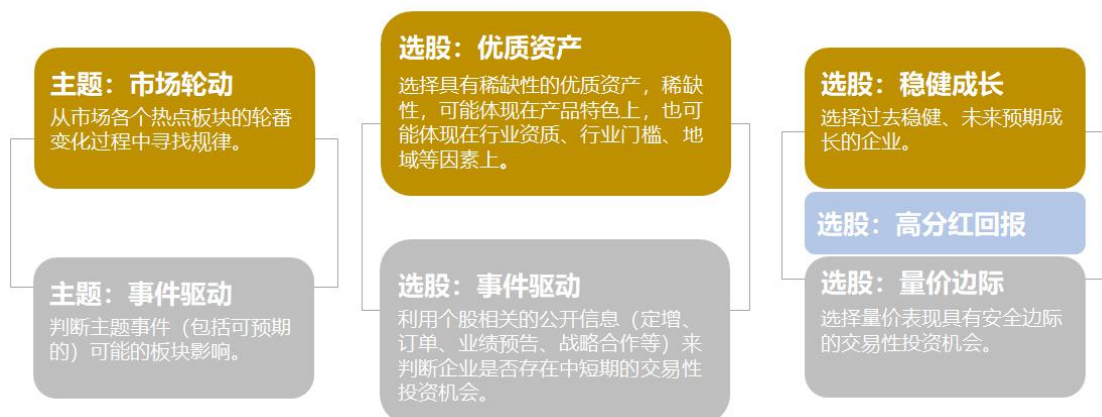 主题：市场轮动
从市场各个热点板块的轮番
变化过程中寻找规律。
主题：事件驱动
判断主题事件（包括可预期
的）可能的板块影响。
选股：优质资产
选择具有稀缺性的优质资产，稀缺
性，可能体现在产品特色上，也可
能体现在行业资质、行业门槛、地
域等因素上。
选股：事件驱动
利用个股相关的公开信息（定增、
订单、业绩预告、战略合作等）来
判断企业是否存在中短期的交易性
投资机会。
选股：稳健成长
选择过去稳健、未来预期成
长的企业。
选股：高分红回报
选股：量价边际
选择量价表现具有安全边际
的交易性投资机会。